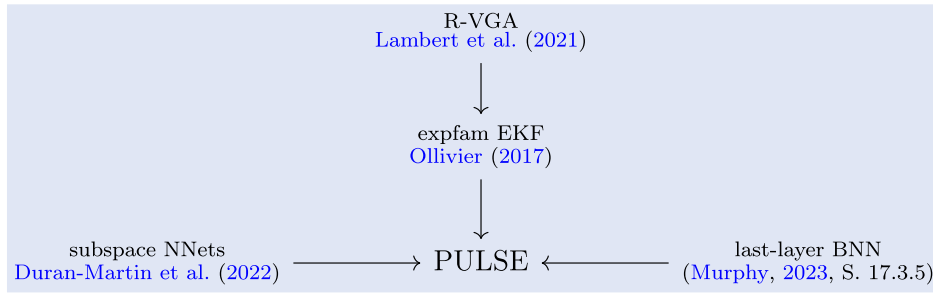 R-VGA
Lambert et al. (2021)
expfam EKF
Ollivier (2017)
subspace NNets
Duran-Martin et al. (2022)
PULSE
last-layer BNN
(Murphy, 2023, S. 17.3.5)